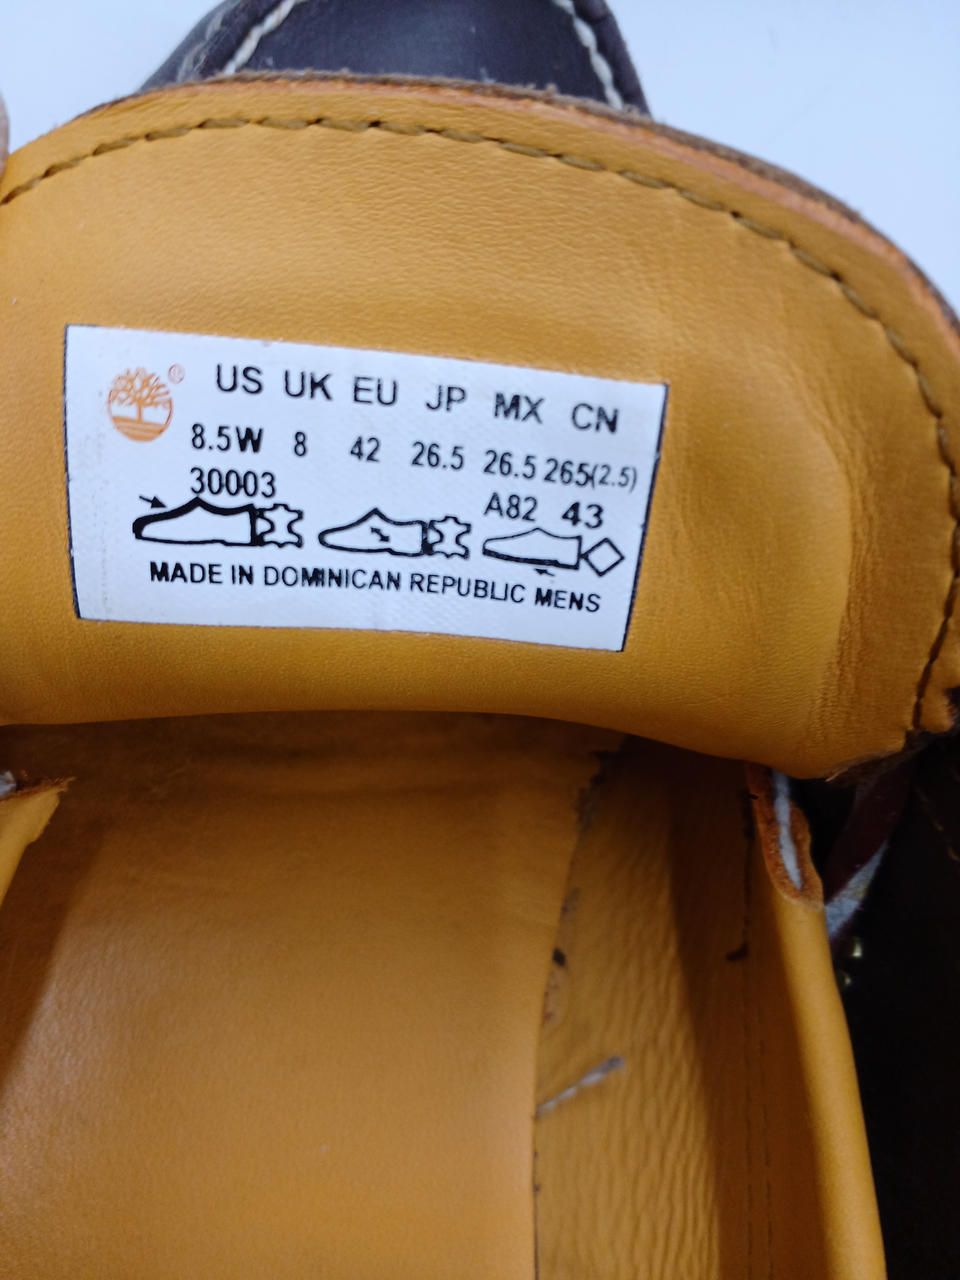 US UK EU JP MX CN
8.5W 8 42 26.5 26.5 265(2.5)
30003 A82 43
MADE IN DOMINICAN REPUBLIC MENS